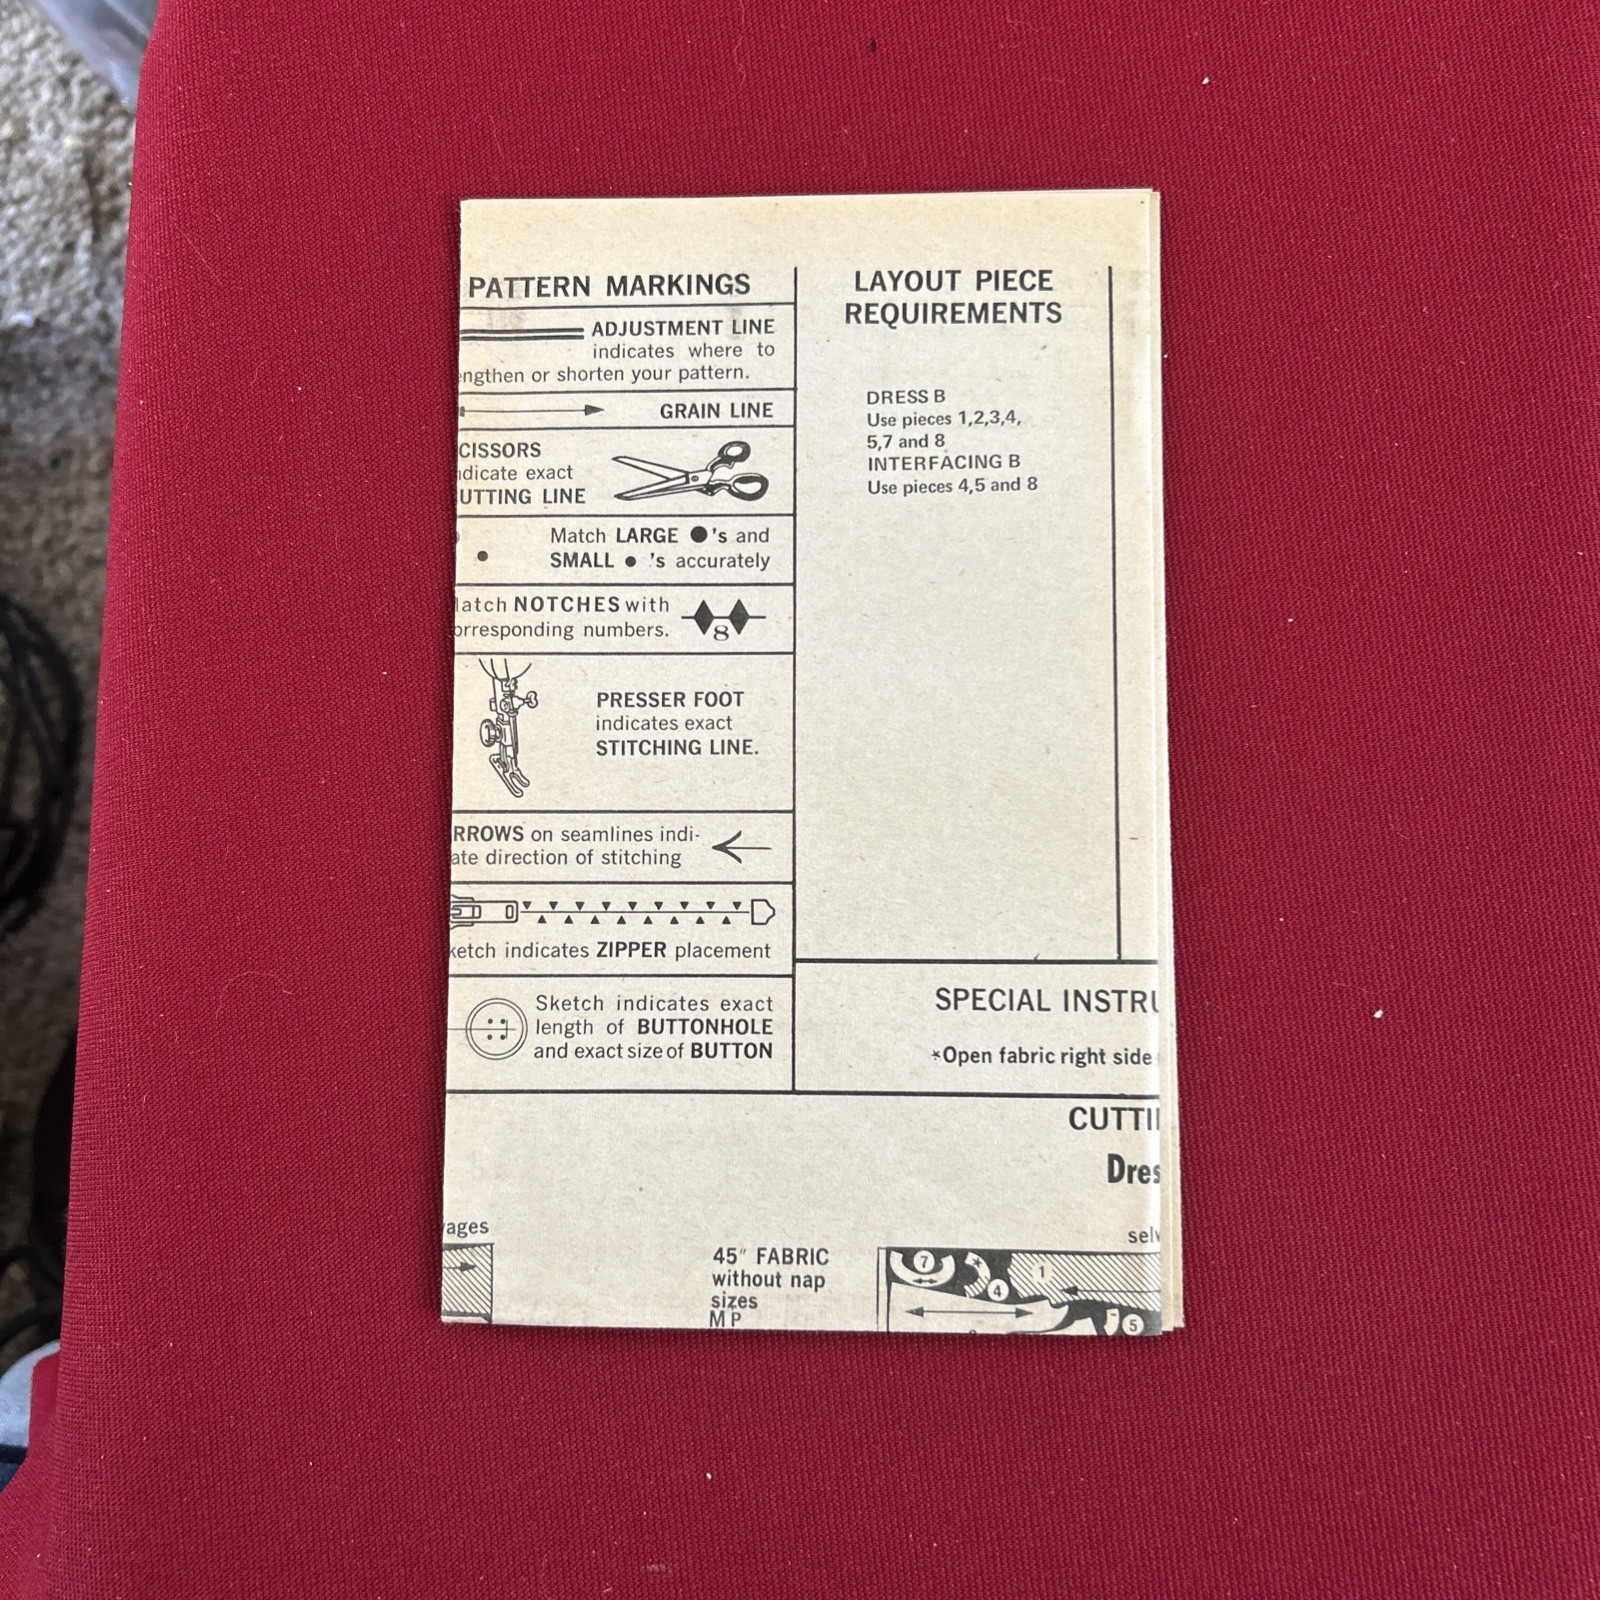 PATTERN MARKINGS
ADJUSTMENT LINE
indicates where to
ngthen or shorten your pattern.
GRAIN LINE
CISSORS
dicate exact
UTTING LINE
Match LARGE ●'s and
SMALL ● 's accurately
atch NOTCHES with
orresponding numbers.
8
PRESSER FOOT
indicates exact
STITCHING LINE.
RROWS on seamlines indi-
ate direction of stitching
ketch indicates ZIPPER placement
Sketch indicates exact
length of BUTTONHOLE
and exact size of BUTTON
LAYOUT PIECE
REQUIREMENTS
DRESS B
Use pieces 1,2,3,4,
5,7 and 8
INTERFACING B
Use pieces 4,5 and 8
SPECIAL INSTRU
*Open fabric right side
CUTTI
Dres
ages
45" FABRIC
without nap
sizes
M P
selv
7
*
4
1
5